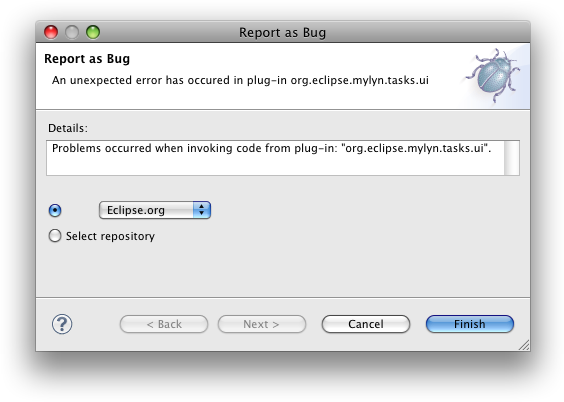 Report as Bug
Report as Bug
An unexpected error has occured in plug-in org.eclipse.mylyn.tasks.ui
Details:
Problems occurred when invoking code from plug-in: "org.eclipse.mylyn.tasks.ui".
Eclipse.org
Select repository
?
< Back
Next >
Cancel
Finish